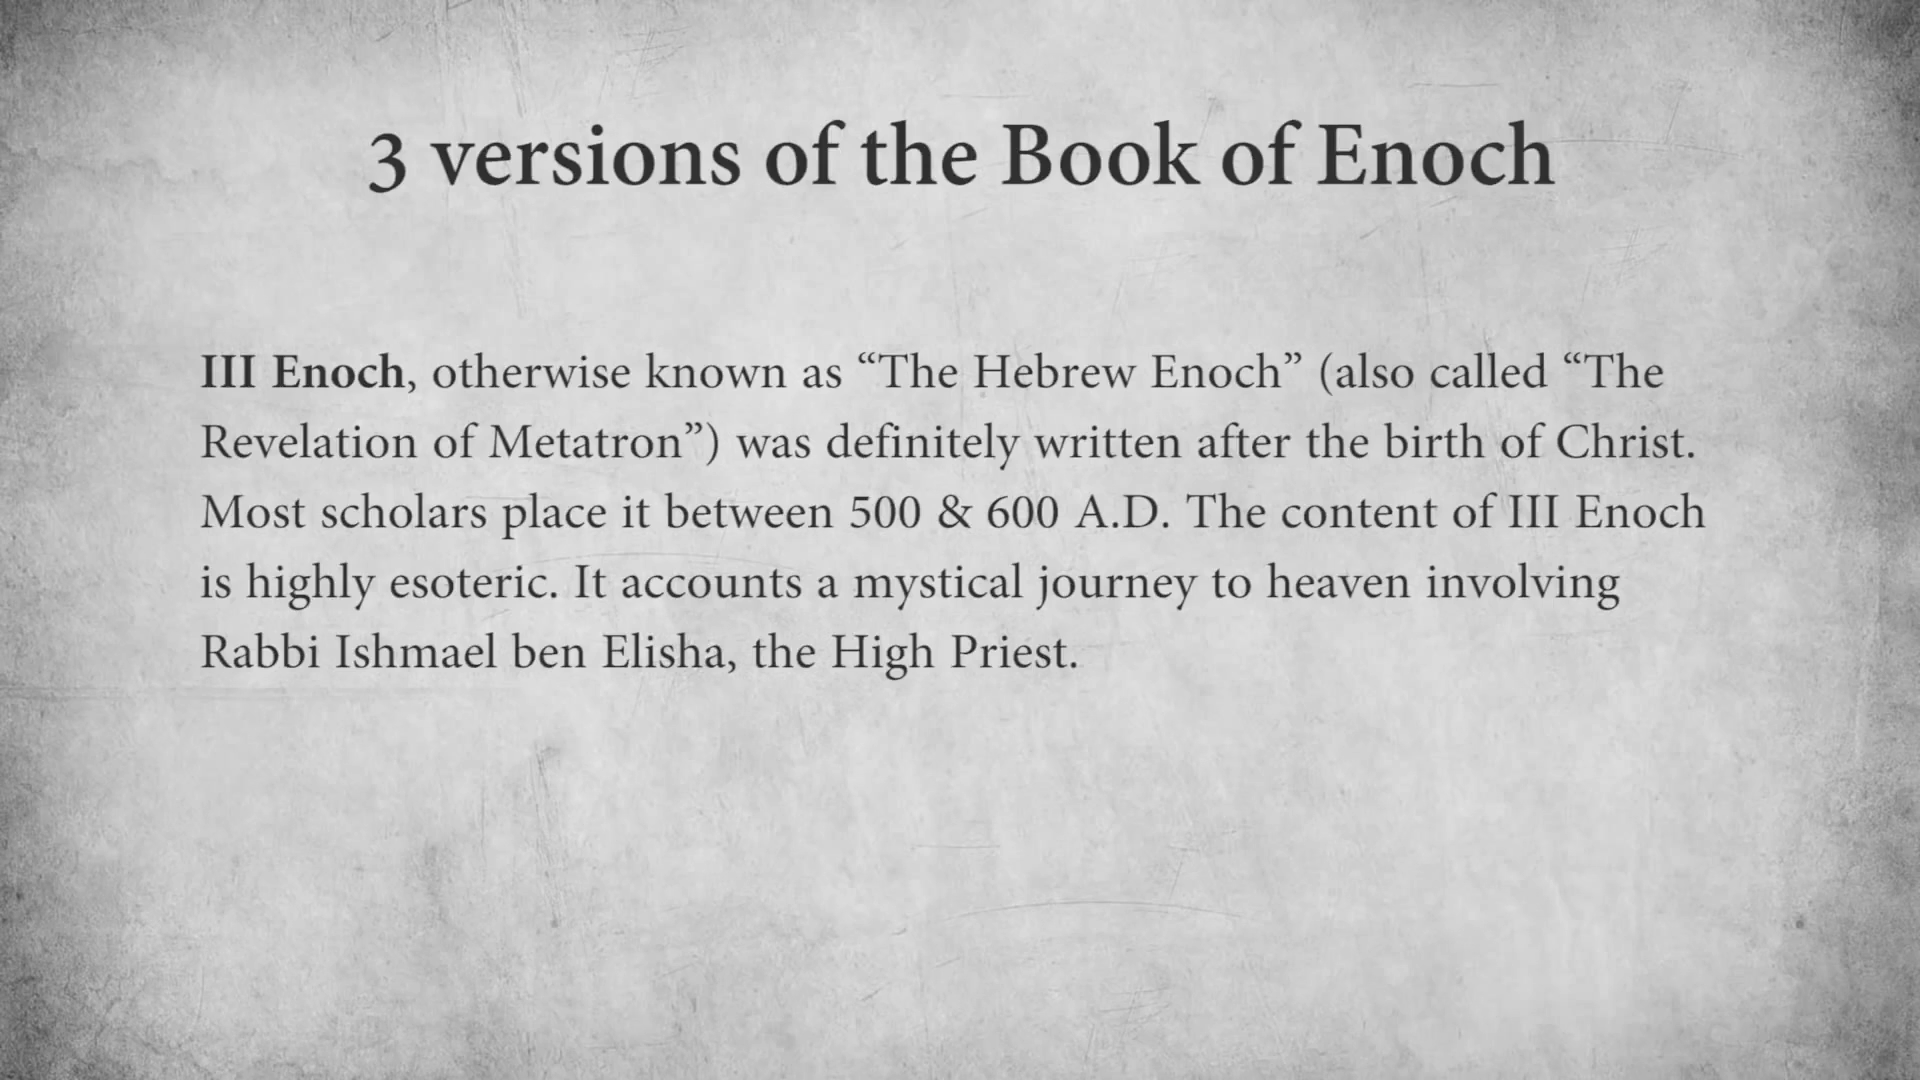 3 versions of the Book of Enoch
III Enoch, otherwise known as “The Hebrew Enoch” (also called “The
Revelation of Metatron”) was definitely written after the birth of Christ.
Most scholars place it between 500 & 600 A.D. The content of III Enoch
is highly esoteric. It accounts a mystical journey to heaven involving
Rabbi Ishmael ben Elisha, the High Priest.